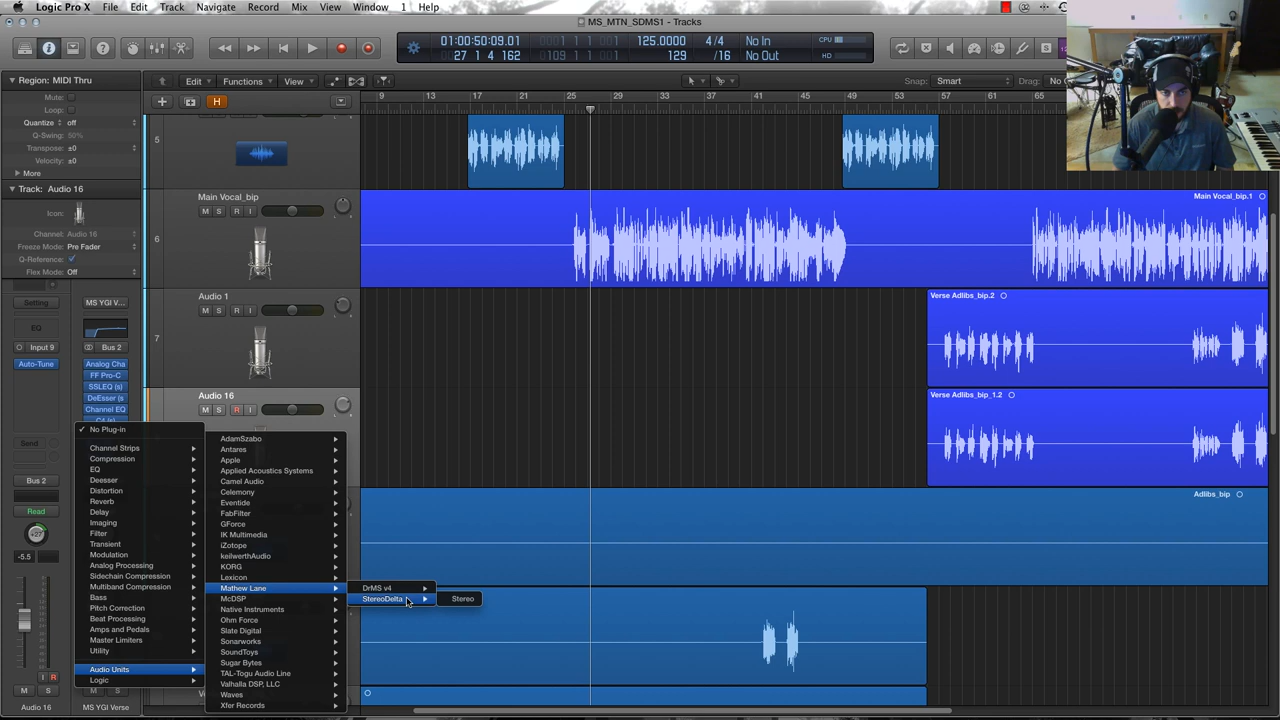 Logic Pro X File Edit Track Navigate Record Mix View Window 1 Help
MS_MTN_SDMS1 - Tracks
01:00:50:09.01 0001 1 1 001 125.0000 4/4 No In CPU
27 1 4 162 0109 1 1 001 129 /16 No Out HD
Region: MIDI Thru
Mute:
Loop:
Quantize off
Q-Swing: 50%
Transpose: ±0
Velocity: ±0
More
Track: Audio 16
Icon:
Channel: Audio 16
Freeze Mode: Pre Fader
Q-Reference:
Flex Mode: Off
Edit Functions View Snap: Smart Drag:
9 13 17 21 25 29 33 37 41 45 49 53 57 61 65
5
Main Vocal_bip
M S R I
6
Main Vocal_bip.1
Audio 1
M S R I
7
Verse Adlibs_bip.2
Audio 16
M S R I
Verse Adlibs_bip_1.2
Adlibs_bip
Setting MS YGI V...
EQ
Input 9 Bus 2
Auto-Tune Analog Cha
FF Pro-C
SSLEQ (s)
DeEsser (s
Channel EQ
C4 (s)
Send
Bus 2
Read
+27
-5.5
I R
M S M S
Audio 16 MS YGI Verse
No Plug-in
Channel Strips
Compression
EQ
Deesser
Distortion
Reverb
Delay
Imaging
Filter
Transient
Modulation
Analog Processing
Sidechain Compression
Multiband Compression
Bass
Pitch Correction
Beat Processing
Amps and Pedals
Master Limiters
Utility
Audio Units
Logic
AdamSzabo
Antares
Apple
Applied Acoustics Systems
Camel Audio
Celemony
Eventide
FabFilter
GForce
IK Multimedia
iZotope
keilwerthAudio
KORG
Lexicon
Mathew Lane
McDSP
Native Instruments
Ohm Force
Slate Digital
Sonarworks
SoundToys
Sugar Bytes
TAL-Togu Audio Line
Valhalla DSP, LLC
Waves
Xfer Records
DrMS v4
StereoDelta
Stereo